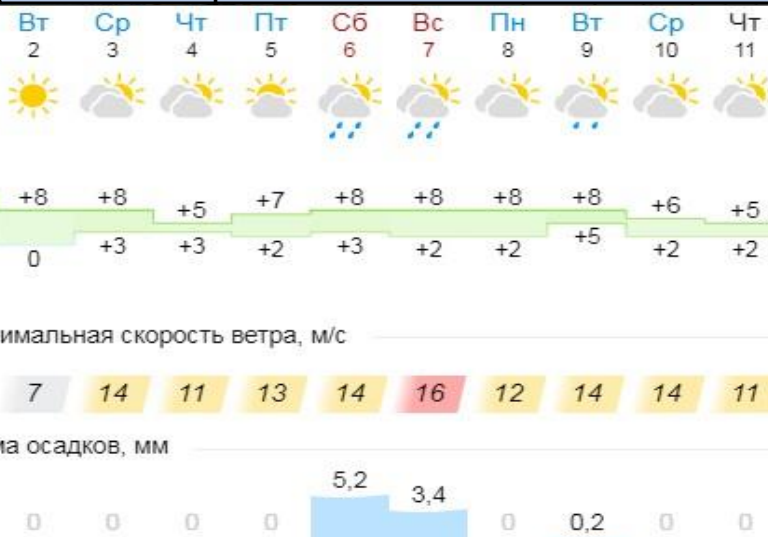 Вт Ср Чт Пт Сб Вс Пн Вт Ср Чт
2 3 4 5 6 7 8 9 10 11
+8 +8 +5 +7 +8 +8 +8 +8 +6 +5
0 +3 +3 +2 +3 +2 +2 +5 +2 +2
имальная скорость ветра, м/с
7 14 11 13 14 16 12 14 14 11
ма осадков, мм
0 0 0 0 5,2 3,4 0 0,2 0 0